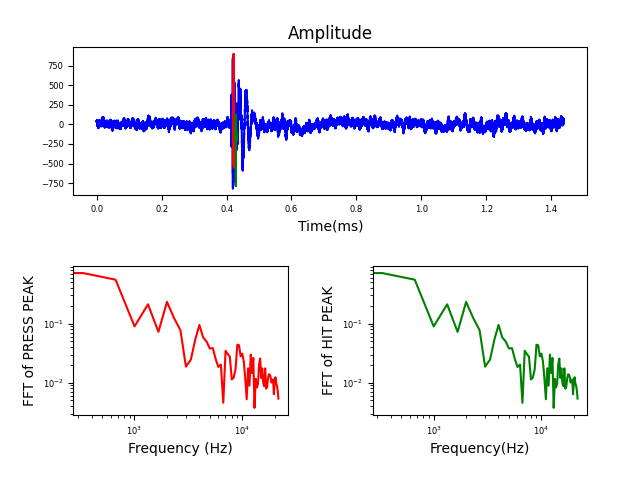 Amplitude
750
500
250
0
−250
−500
−750
0.0 0.2 0.4 0.6 0.8 1.0 1.2 1.4
Time(ms)
FFT of PRESS PEAK
10⁻¹
10⁻²
10³ 10⁴
Frequency (Hz)
FFT of HIT PEAK
10⁻¹
10⁻²
10³ 10⁴
Frequency(Hz)